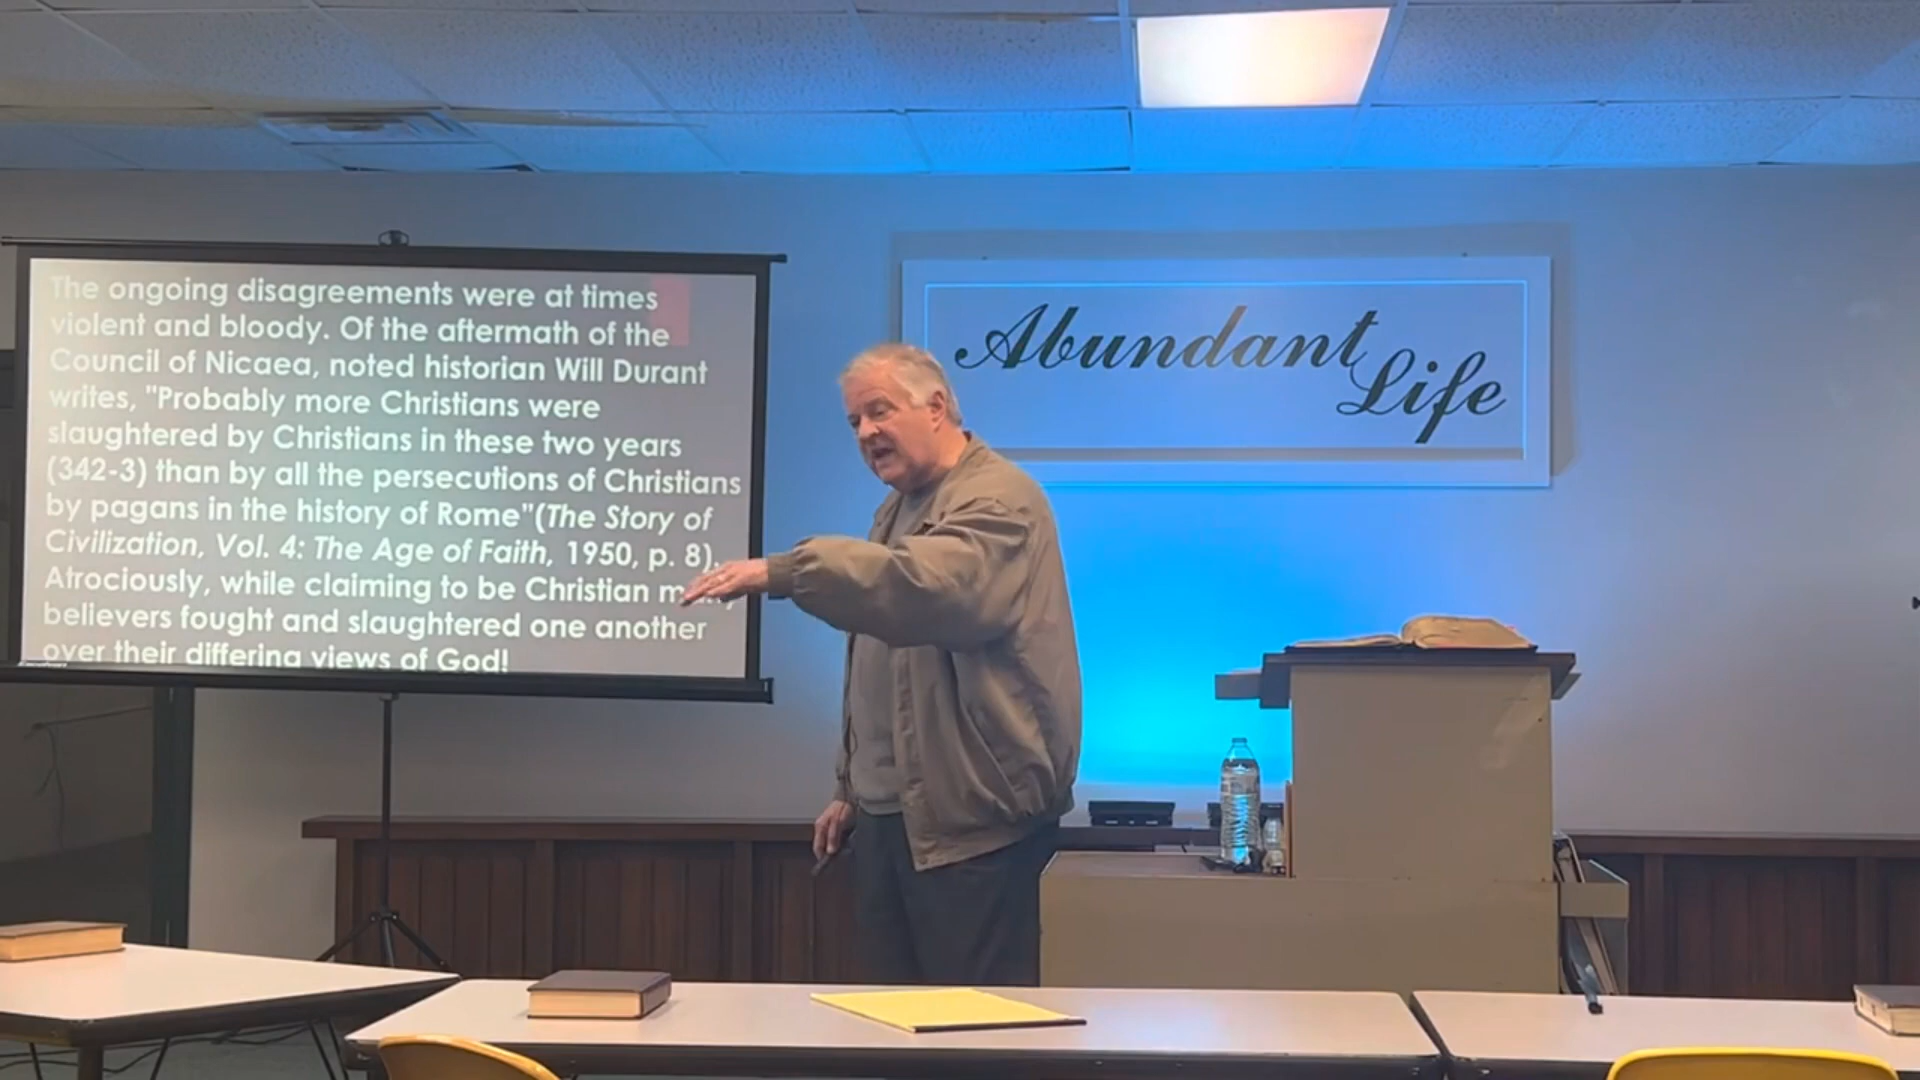 The ongoing disagreements were at times
violent and bloody. Of the aftermath of the
Council of Nicaea, noted historian Will Durant
writes, "Probably more Christians were
slaughtered by Christians in these two years
(342-3) than by all the persecutions of Christians
by pagans in the history of Rome"(The Story of
Civilization, Vol. 4: The Age of Faith, 1950, p. 8).
Atrociously, while claiming to be Christian
believers fought and slaughtered one another
over their differing views of God!
Abundant
Life